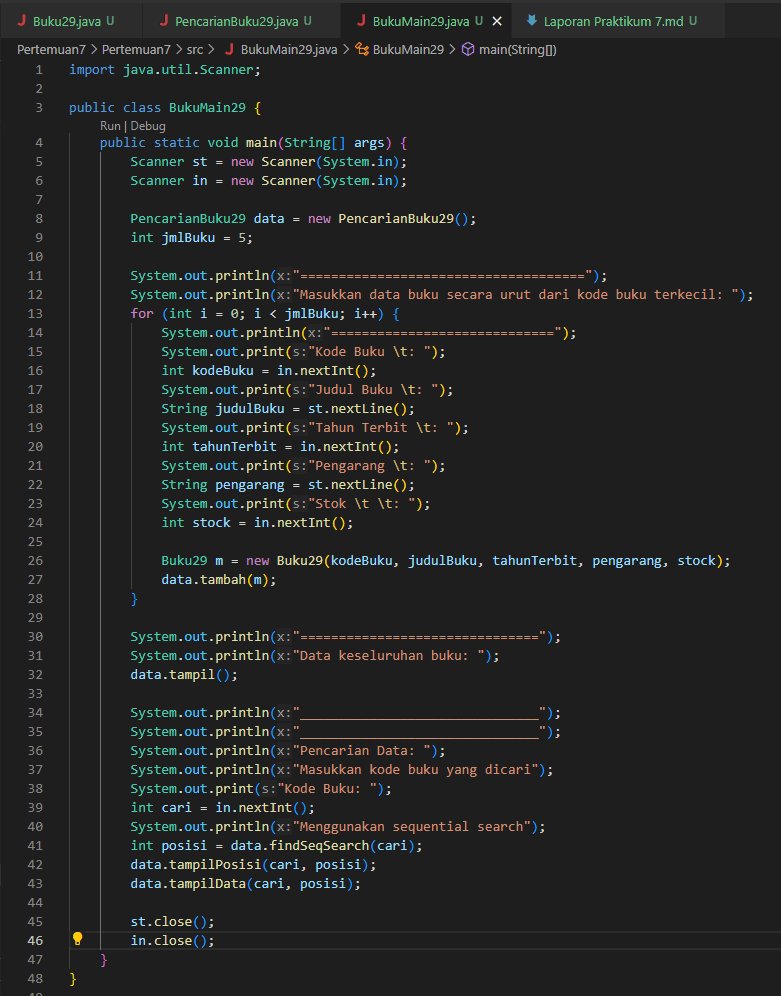 Buku29.java U
PencarianBuku29.java U
BukuMain29.java U
Laporan Praktikum 7.md U
Pertemuan7 > Pertemuan7 > src > BukuMain29.java > BukuMain29 > main(String[])
1 import java.util.Scanner;
2
3 public class BukuMain29 {
Run | Debug
4 public static void main(String[] args) {
5 Scanner st = new Scanner(System.in);
6 Scanner in = new Scanner(System.in);
7
8 PencarianBuku29 data = new PencarianBuku29();
9 int jmlBuku = 5;
10
11 System.out.println(x:"=====================================");
12 System.out.println(x:"Masukkan data buku secara urut dari kode buku terkecil: ");
13 for (int i = 0; i < jmlBuku; i++) {
14 System.out.println(x:"=============================");
15 System.out.print(s:"Kode Buku \t: ");
16 int kodeBuku = in.nextInt();
17 System.out.print(s:"Judul Buku \t: ");
18 String judulBuku = st.nextLine();
19 System.out.print(s:"Tahun Terbit \t: ");
20 int tahunTerbit = in.nextInt();
21 System.out.print(s:"Pengarang \t: ");
22 String pengarang = st.nextLine();
23 System.out.print(s:"Stok \t \t: ");
24 int stock = in.nextInt();
25
26 Buku29 m = new Buku29(kodeBuku, judulBuku, tahunTerbit, pengarang, stock);
27 data.tambah(m);
28 }
29
30 System.out.println(x:"===============================");
31 System.out.println(x:"Data keseluruhan buku: ");
32 data.tampil();
33
34 System.out.println(x:"_______________________________");
35 System.out.println(x:"_______________________________");
36 System.out.println(x:"Pencarian Data: ");
37 System.out.println(x:"Masukkan kode buku yang dicari");
38 System.out.print(s:"Kode Buku: ");
39 int cari = in.nextInt();
40 System.out.println(x:"Menggunakan sequential search");
41 int posisi = data.findSeqSearch(cari);
42 data.tampilPosisi(cari, posisi);
43 data.tampilData(cari, posisi);
44
45 st.close();
46 in.close();
47 }
48 }